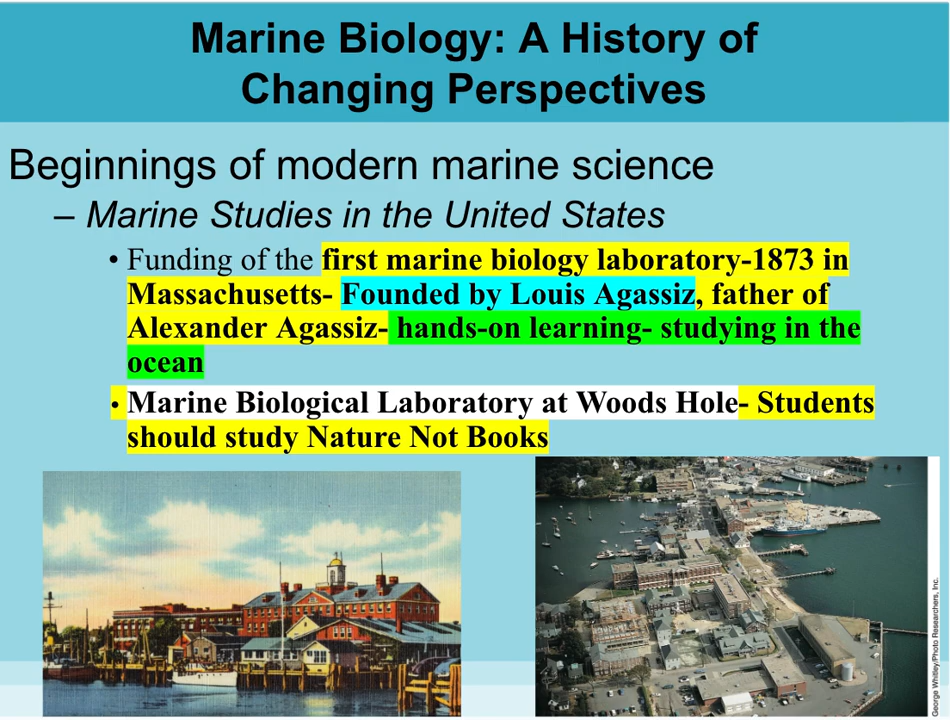 Marine Biology: A History of
Changing Perspectives
Beginnings of modern marine science
– Marine Studies in the United States
• Funding of the first marine biology laboratory-1873 in
Massachusetts- Founded by Louis Agassiz, father of
Alexander Agassiz- hands-on learning- studying in the
ocean
• Marine Biological Laboratory at Woods Hole- Students
should study Nature Not Books
George Whitley/Photo Researchers, Inc.